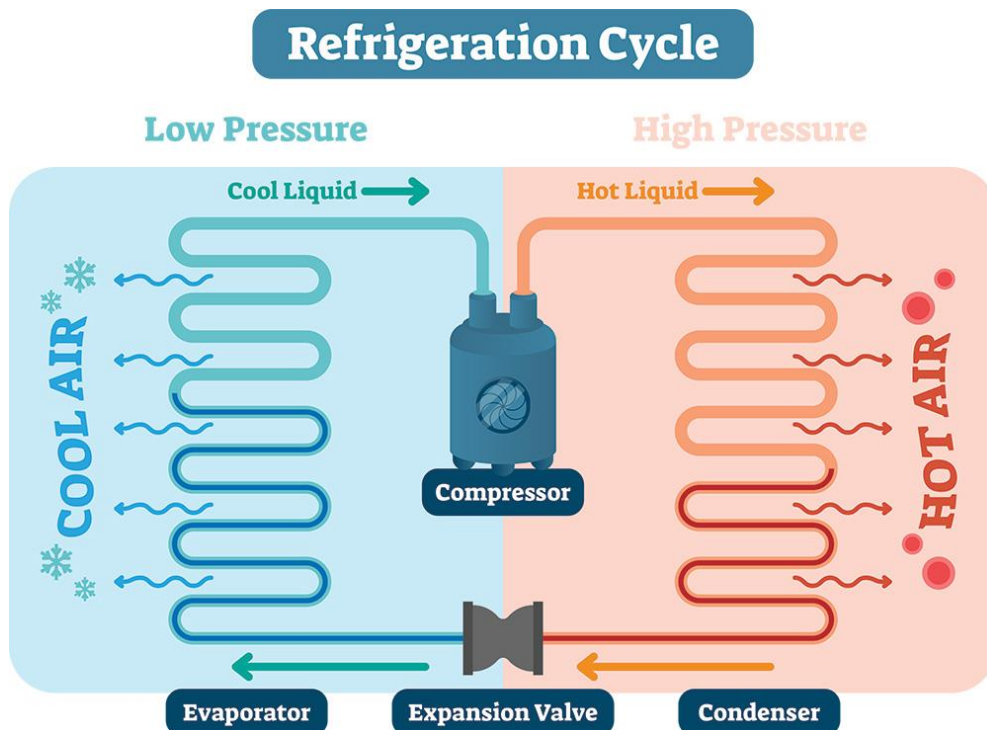 Refrigeration Cycle
Low Pressure
High Pressure
Cool Liquid
Hot Liquid
COOL AIR
HOT AIR
Compressor
Evaporator
Expansion Valve
Condenser